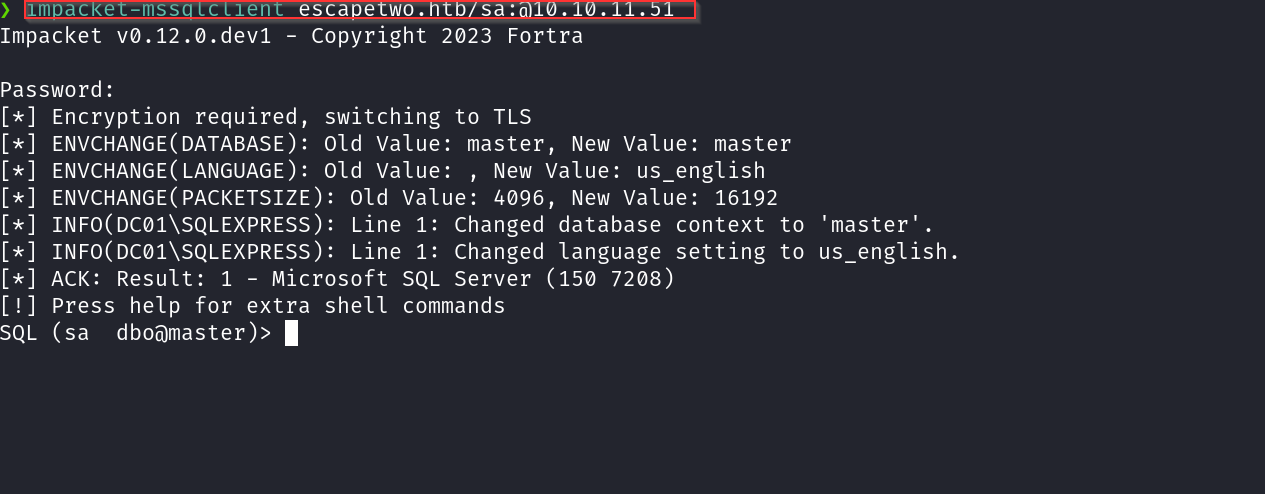 ❯ impacket-mssqlclient escapetwo.htb/sa:@10.10.11.51
Impacket v0.12.0.dev1 - Copyright 2023 Fortra
Password:
[*] Encryption required, switching to TLS
[*] ENVCHANGE(DATABASE): Old Value: master, New Value: master
[*] ENVCHANGE(LANGUAGE): Old Value: , New Value: us_english
[*] ENVCHANGE(PACKETSIZE): Old Value: 4096, New Value: 16192
[*] INFO(DC01\SQLEXPRESS): Line 1: Changed database context to 'master'.
[*] INFO(DC01\SQLEXPRESS): Line 1: Changed language setting to us_english.
[*] ACK: Result: 1 - Microsoft SQL Server (150 7208)
[!] Press help for extra shell commands
SQL (sa  dbo@master)>